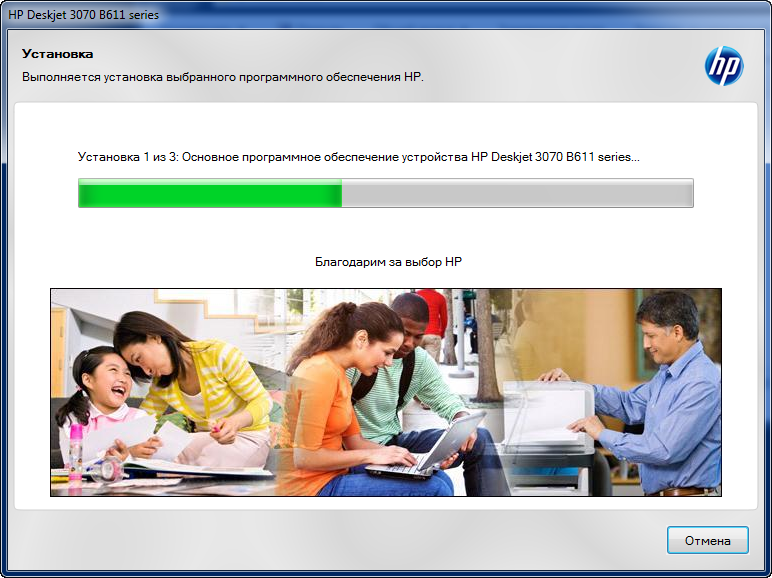 HP Deskjet 3070 B611 series
Установка
Выполняется установка выбранного программного обеспечения HP.
hp
Установка 1 из 3: Основное программное обеспечение устройства HP Deskjet 3070 B611 series...
Благодарим за выбор HP
Отмена